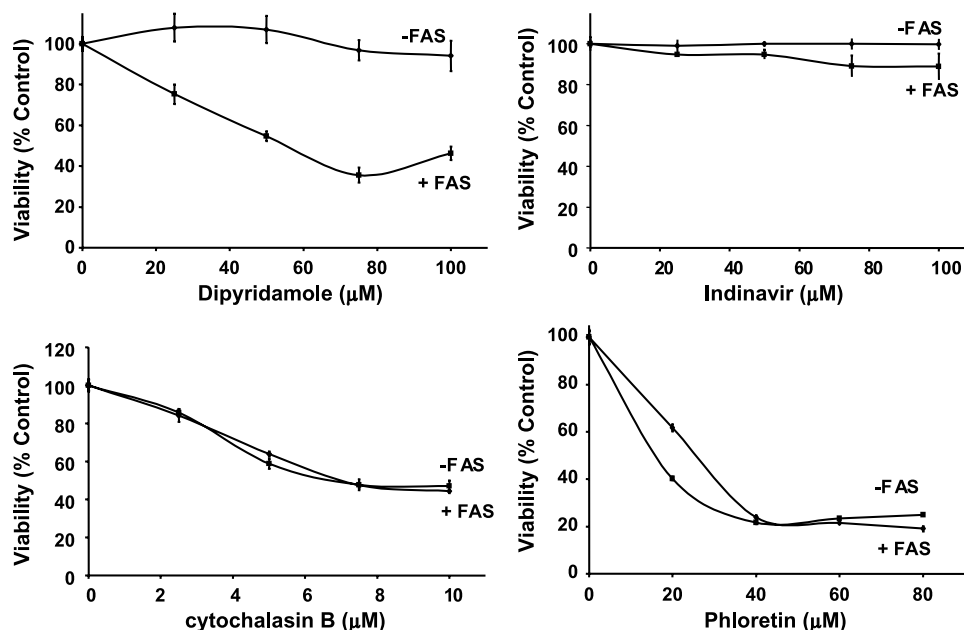 Viability (% Control)
100
80
60
40
20
0
0 20 40 60 80 100
Dipyridamole (μM)
-FAS
+ FAS
Viability (% Control)
100
80
60
40
20
0
0 20 40 60 80 100
Indinavir (μM)
-FAS
+ FAS
Viability (% Control)
120
100
80
60
40
20
0
0 2 4 6 8 10
cytochalasin B (μM)
-FAS
+ FAS
Viability (% Control)
100
80
60
40
20
0
0 20 40 60 80
Phloretin (μM)
-FAS
+ FAS